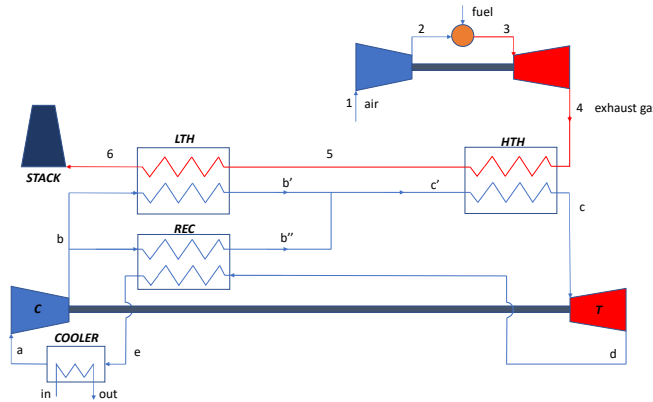 fuel
2
3
1
air
4
exhaust ga
LTH
HTH
6
5
STACK
b'
c'
c
b
REC
b''
C
T
COOLER
a
e
d
in
out